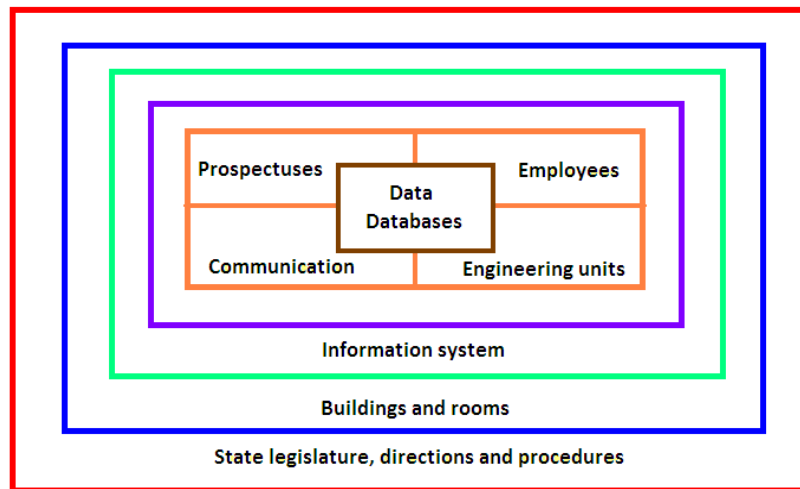 Prospectuses
Employees
Data
Databases
Communication
Engineering units
Information system
Buildings and rooms
State legislature, directions and procedures